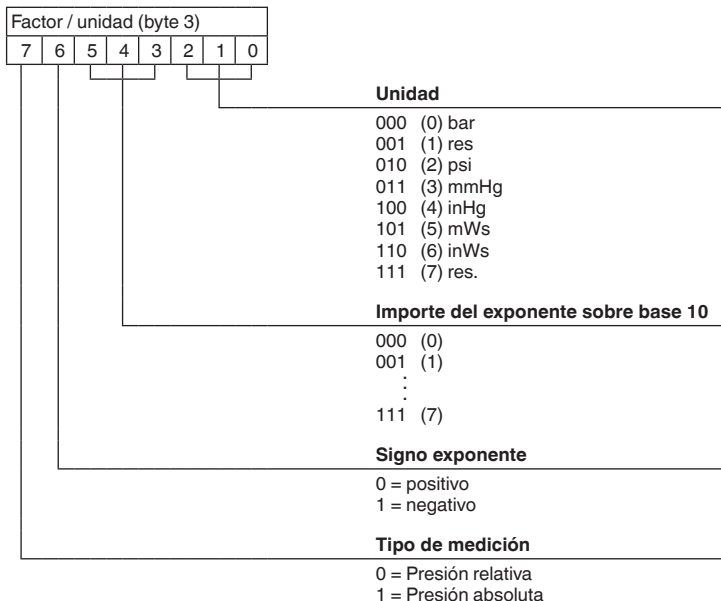 Factor / unidad (byte 3)
7 6 5 4 3 2 1 0
Unidad
000 (0) bar
001 (1) res
010 (2) psi
011 (3) mmHg
100 (4) inHg
101 (5) mWs
110 (6) inWs
111 (7) res.
Importe del exponente sobre base 10
000 (0)
001 (1)
.
.
111 (7)
Signo exponente
0 = positivo
1 = negativo
Tipo de medición
0 = Presión relativa
1 = Presión absoluta